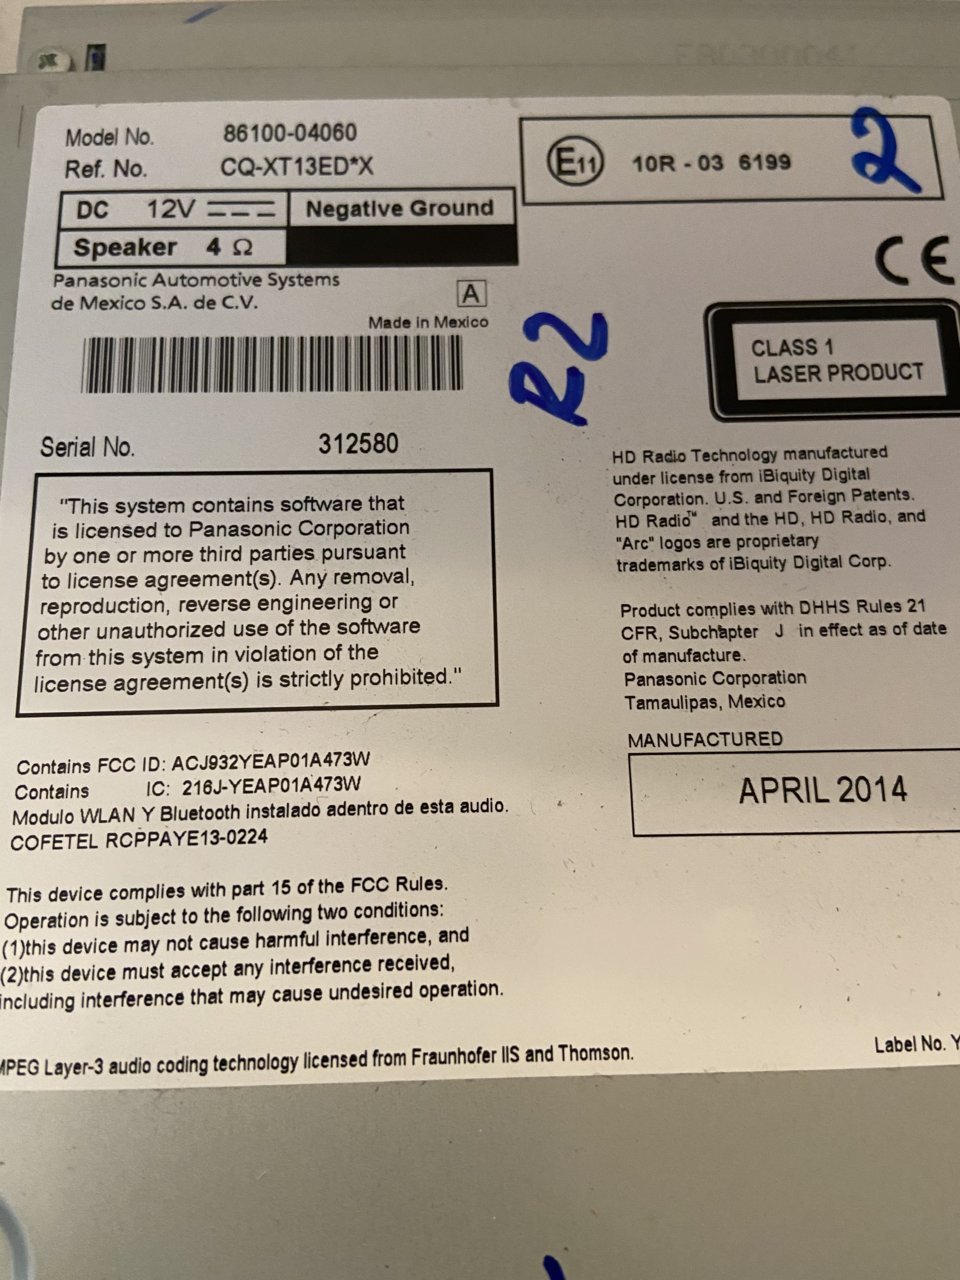 Model No. 86100-04060
Ref. No. CQ-XT13ED*X
DC 12V Negative Ground
Speaker 4 Ω
Panasonic Automotive Systems
de Mexico S.A. de C.V.
A
Made in Mexico
Serial No. 312580
"This system contains software that
is licensed to Panasonic Corporation
by one or more third parties pursuant
to license agreement(s). Any removal,
reproduction, reverse engineering or
other unauthorized use of the software
from this system in violation of the
license agreement(s) is strictly prohibited."
Contains FCC ID: ACJ932YEAP01A473W
Contains IC: 216J-YEAP01A473W
Modulo WLAN Y Bluetooth instalado adentro de esta audio.
COFETEL RCPPAYE13-0224
This device complies with part 15 of the FCC Rules.
Operation is subject to the following two conditions:
(1)this device may not cause harmful interference, and
(2)this device must accept any interference received,
including interference that may cause undesired operation.
MPEG Layer-3 audio coding technology licensed from Fraunhofer IIS and Thomson.
E11 10R - 03 6199
2
CE
R2
CLASS 1
LASER PRODUCT
HD Radio Technology manufactured
under license from iBiquity Digital
Corporation. U.S. and Foreign Patents.
HD Radio™ and the HD, HD Radio, and
"Arc" logos are proprietary
trademarks of iBiquity Digital Corp.
Product complies with DHHS Rules 21
CFR, Subchapter J in effect as of date
of manufacture.
Panasonic Corporation
Tamaulipas, Mexico
MANUFACTURED
APRIL 2014
Label No. Y